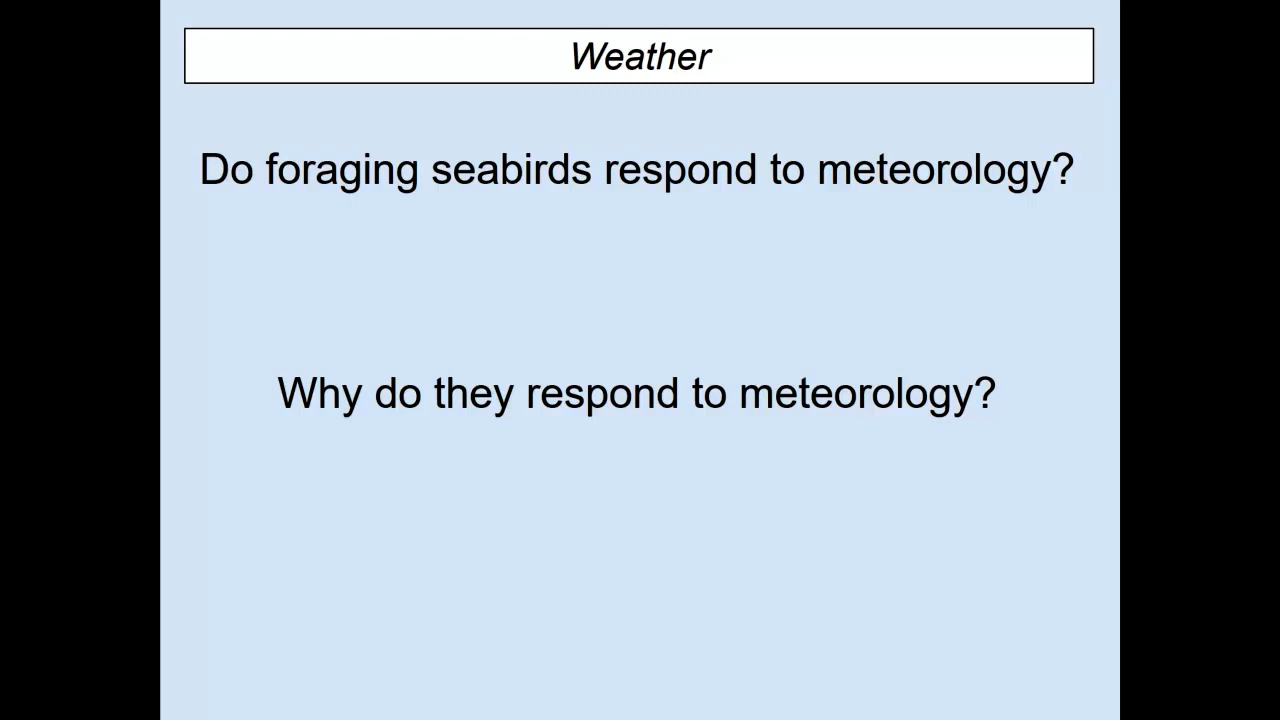 Weather
Do foraging seabirds respond to meteorology?
Why do they respond to meteorology?